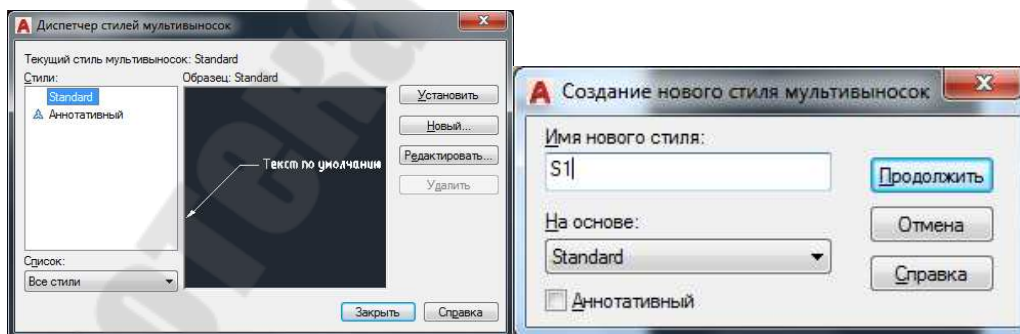 Диспетчер стилей мультивыносок
Текущий стиль мультивыносок: Standard
Стили:
Standard
Аннотативный
Образец: Standard
Текст по умолчанию
Установить
Новый...
Редактировать...
Удалить
Список:
Все стили
Закрыть
Справка
Создание нового стиля мультивыносок
Имя нового стиля:
S1
На основе:
Standard
Аннотативный
Продолжить
Отмена
Справка